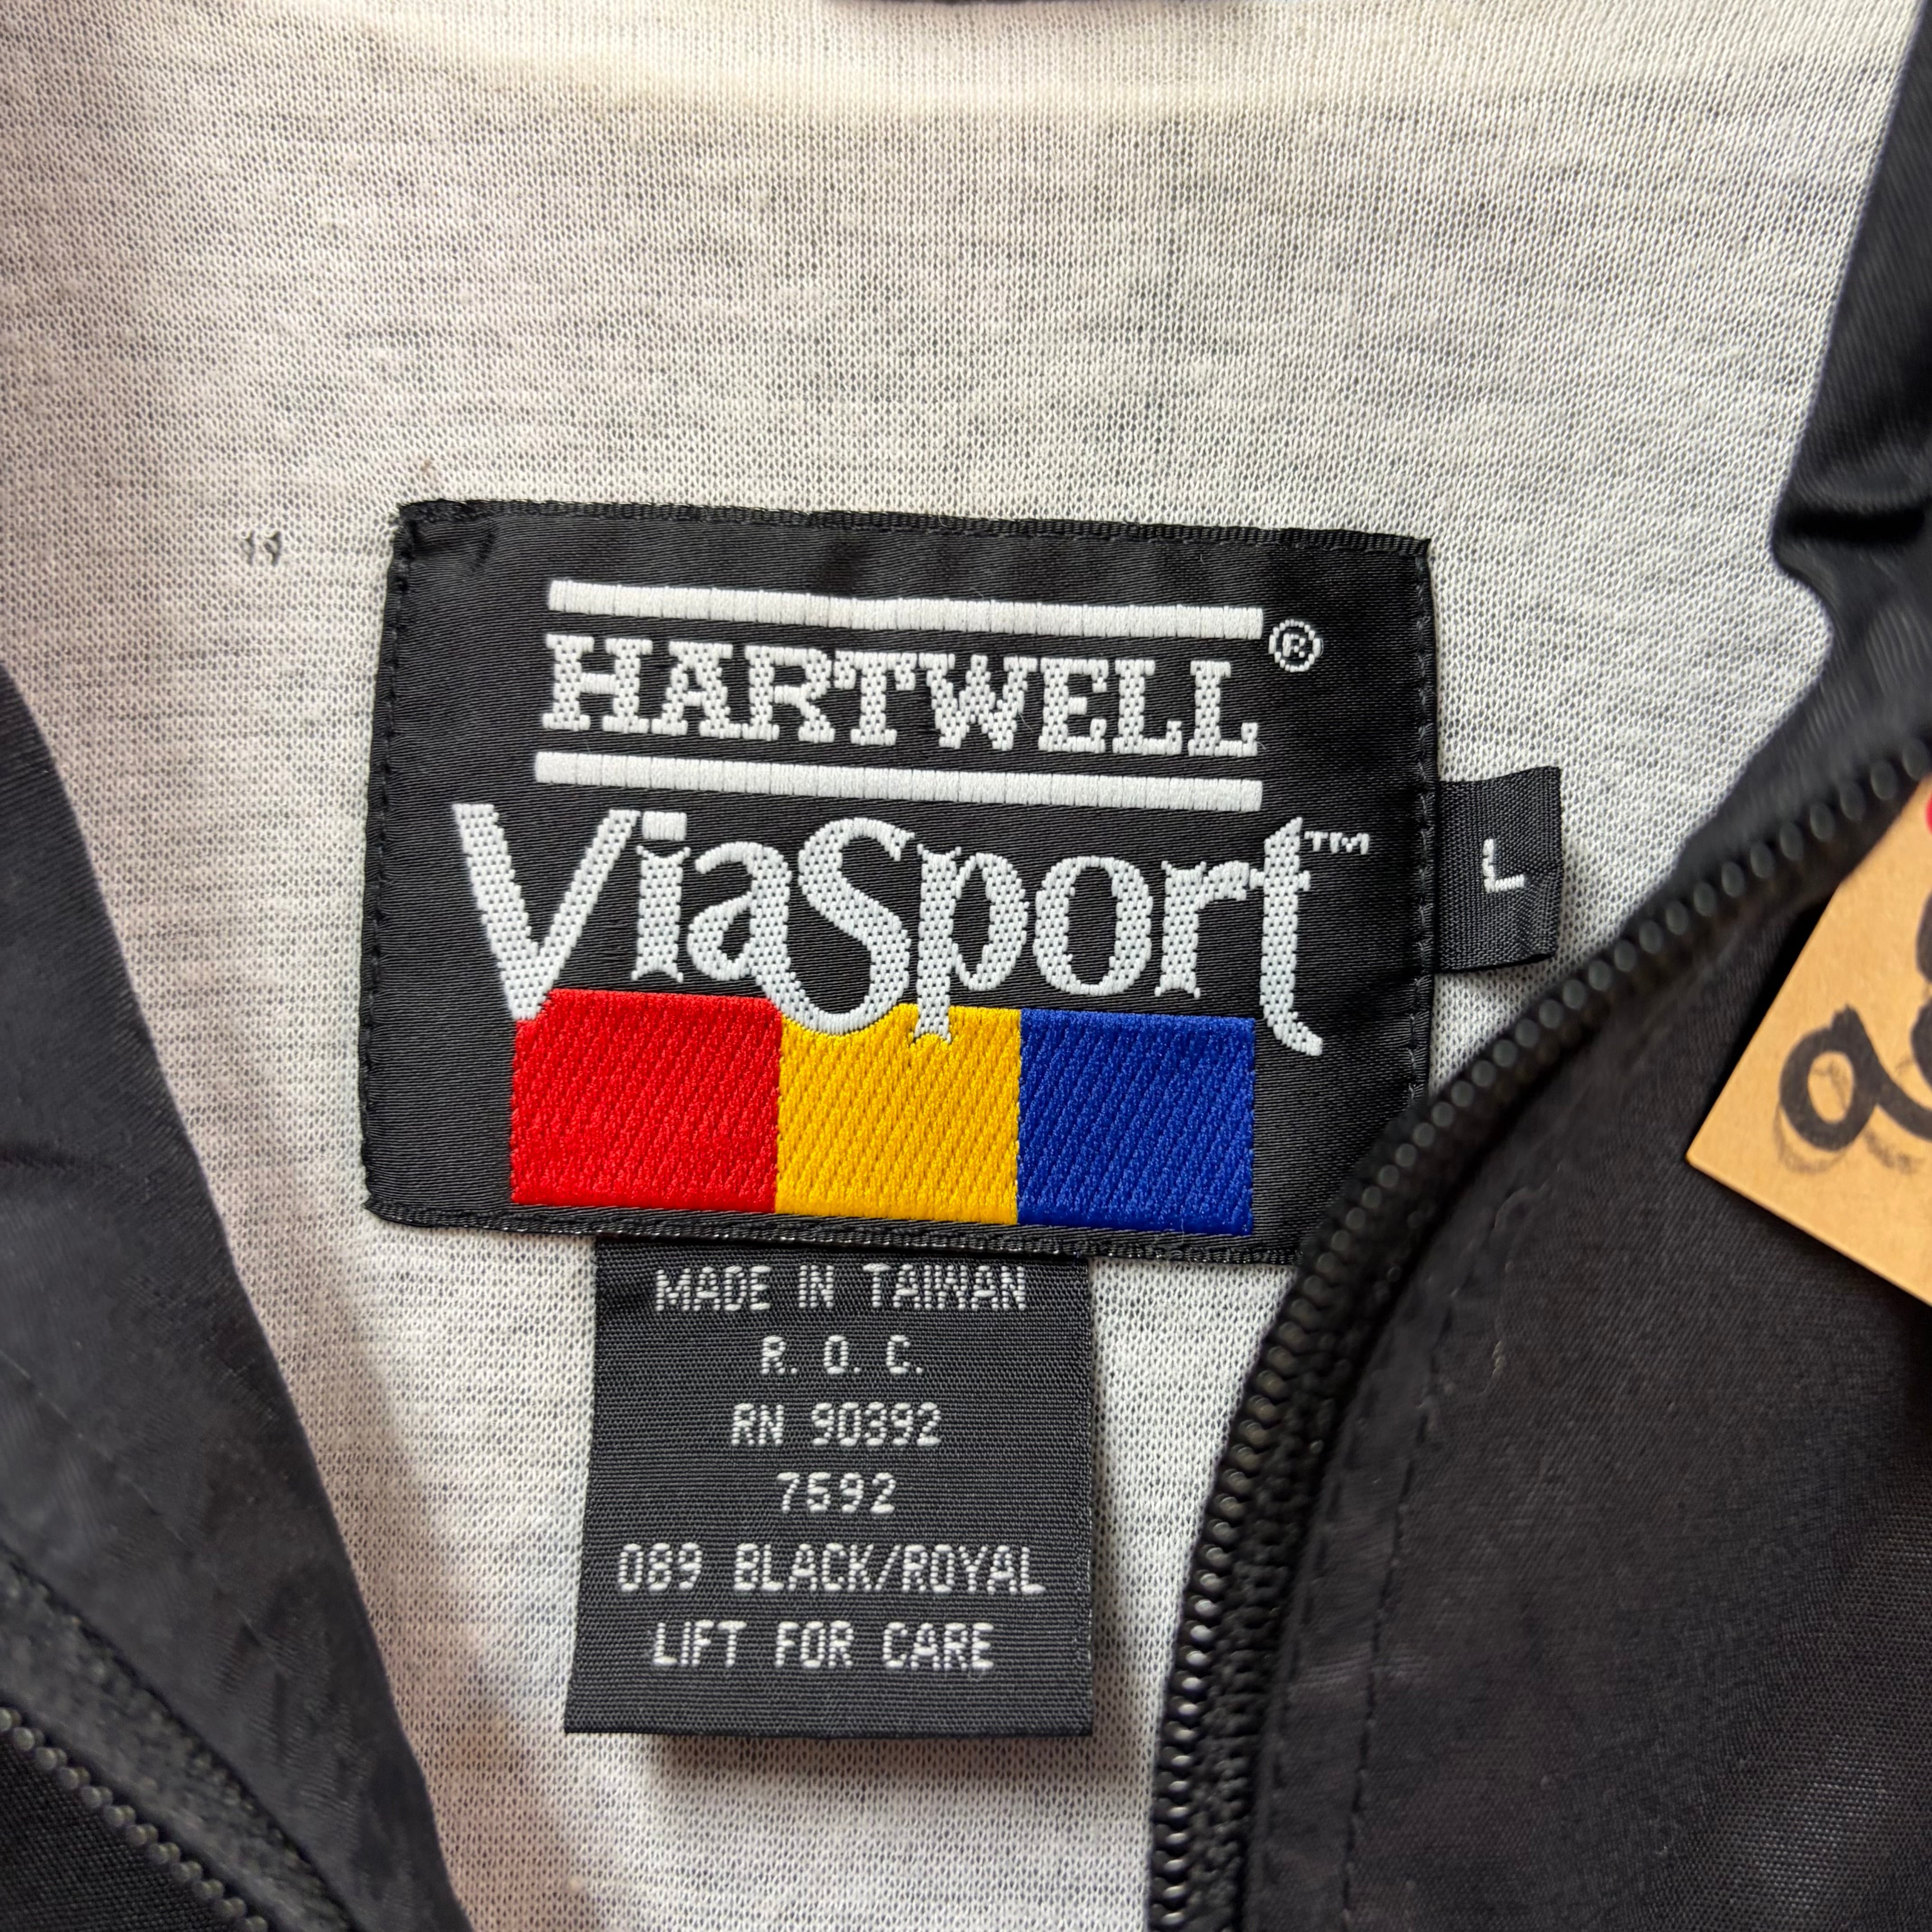 HARTWELL®
ViaSport™
L
MADE IN TAIWAN
R. O. C.
RN 90392
7592
089 BLACK/ROYAL
LIFT FOR CARE